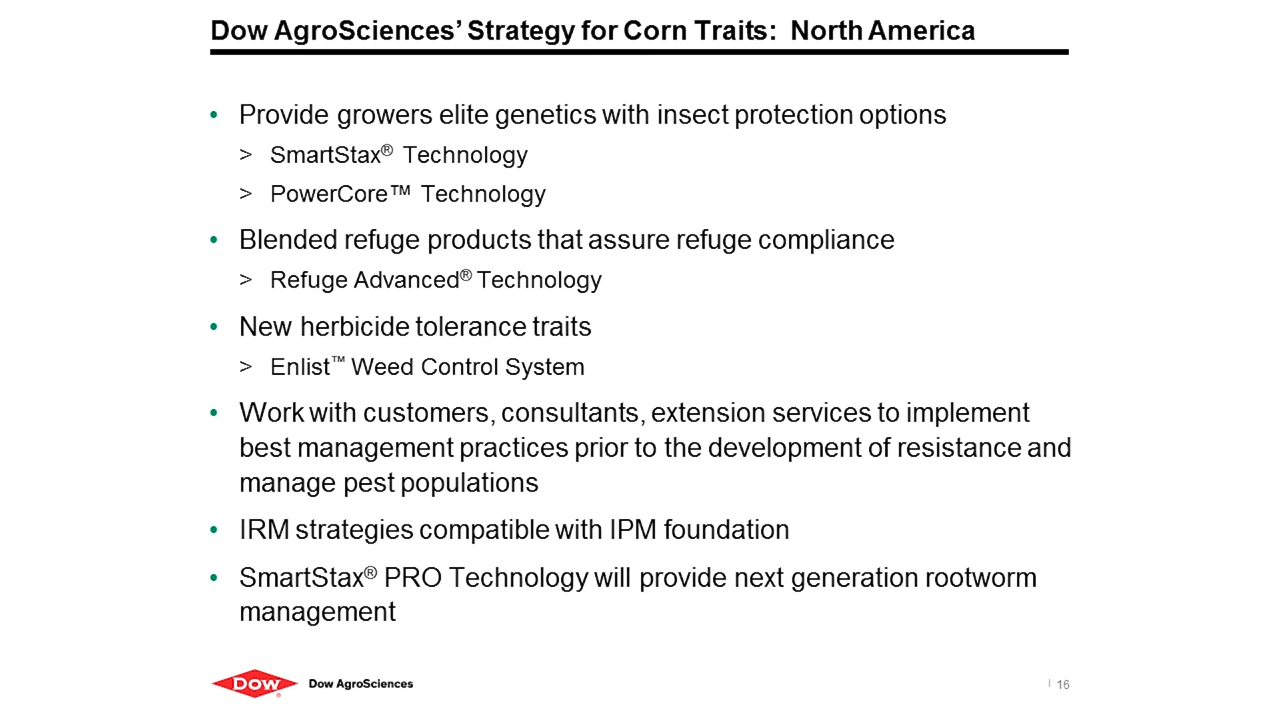 Dow AgroSciences’ Strategy for Corn Traits:  North America
• Provide growers elite genetics with insect protection options
> SmartStax® Technology
> PowerCore™ Technology
• Blended refuge products that assure refuge compliance
> Refuge Advanced® Technology
• New herbicide tolerance traits
> Enlist™ Weed Control System
• Work with customers, consultants, extension services to implement
best management practices prior to the development of resistance and
manage pest populations
• IRM strategies compatible with IPM foundation
• SmartStax® PRO Technology will provide next generation rootworm
management
Dow® Dow AgroSciences | 16